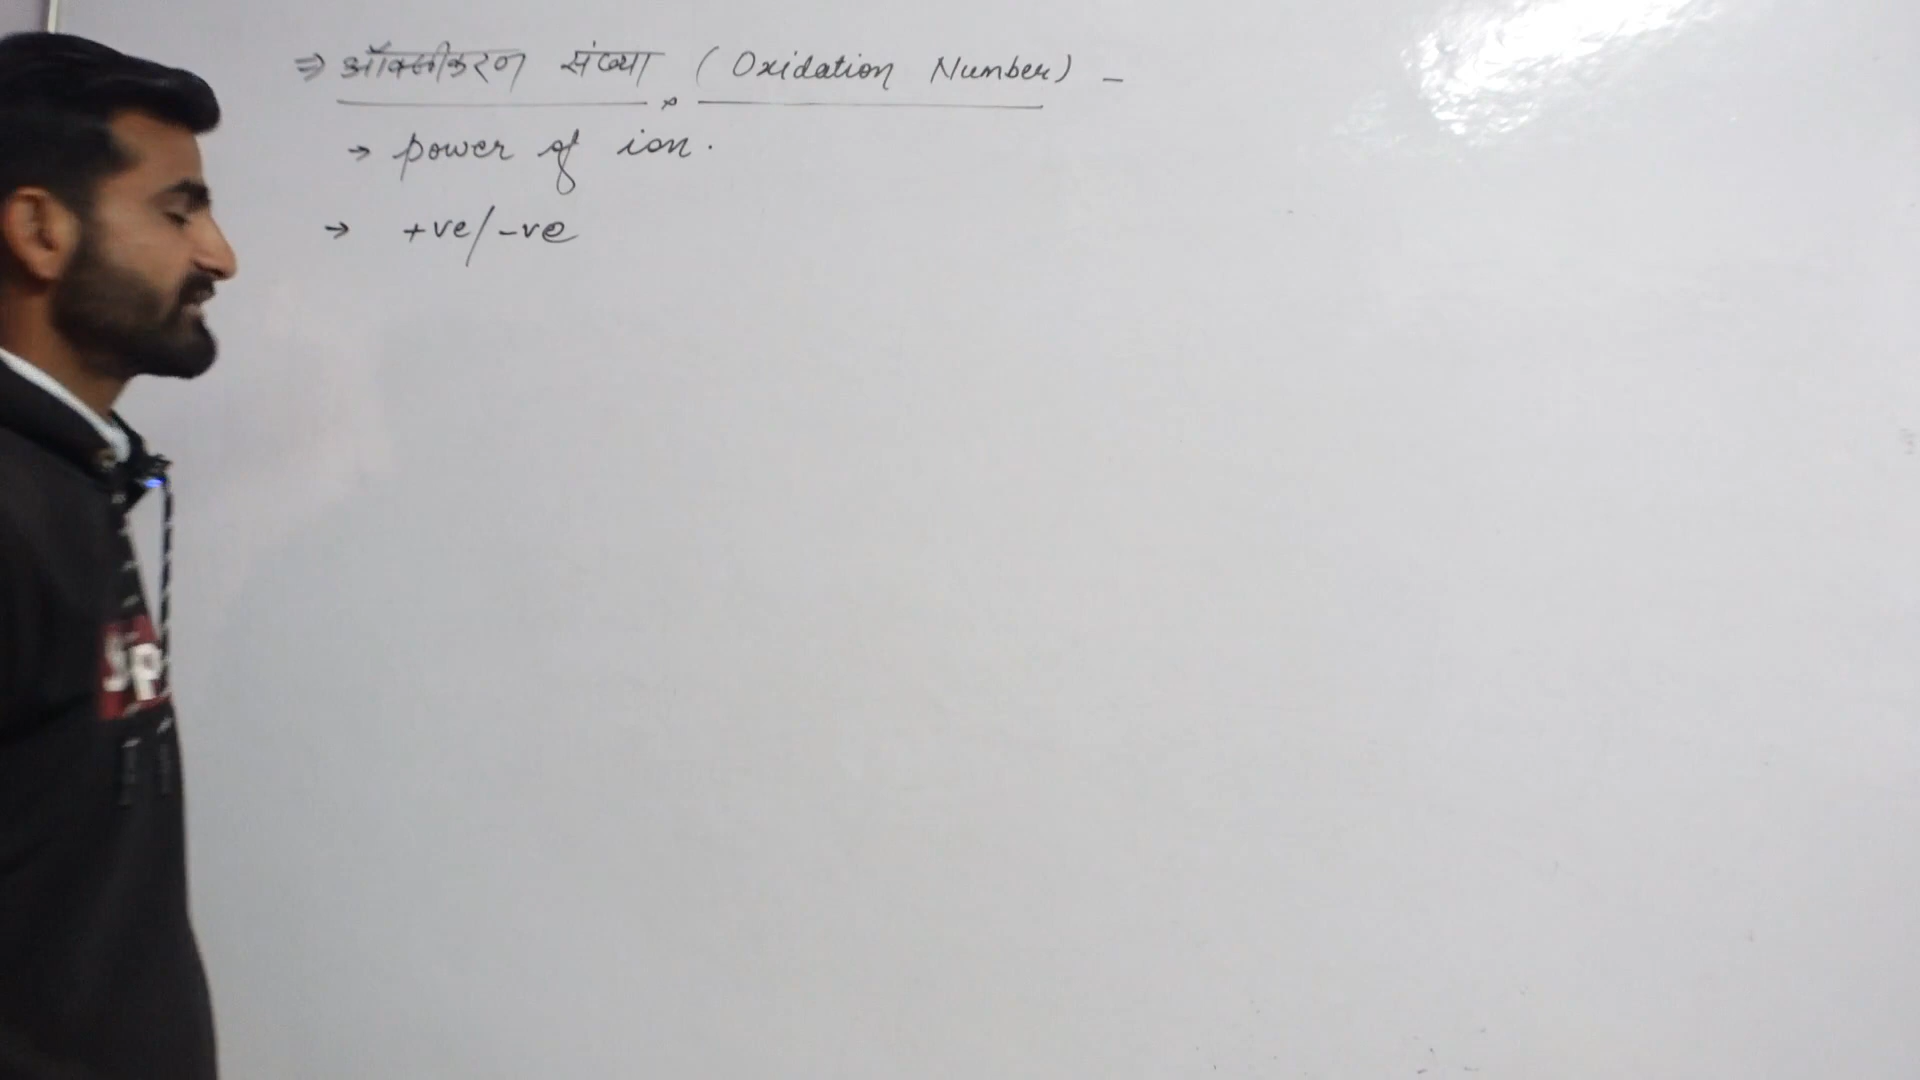 ⇒ ऑक्सीकरण संख्या (Oxidation Number) –
→ power of ion.
→ +ve/-ve